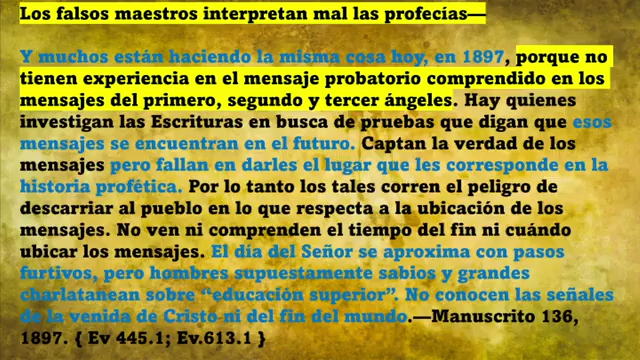 Los falsos maestros interpretan mal las profecías—
Y muchos están haciendo la misma cosa hoy, en 1897, porque no
tienen experiencia en el mensaje probatorio comprendido en los
mensajes del primero, segundo y tercer ángeles. Hay quienes
investigan las Escrituras en busca de pruebas que digan que esos
mensajes se encuentran en el futuro. Captan la verdad de los
mensajes pero fallan en darles el lugar que les corresponde en la
historia profética. Por lo tanto los tales corren el peligro de
descarriar al pueblo en lo que respecta a la ubicación de los
mensajes. No ven ni comprenden el tiempo del fin ni cuándo
ubicar los mensajes. El día del Señor se aproxima con pasos
furtivos, pero hombres supuestamente sabios y grandes
charlatanean sobre “educación superior”. No conocen las señales
de la venida de Cristo ni del fin del mundo.—Manuscrito 136,
1897. { Ev 445.1; Ev.613.1 }